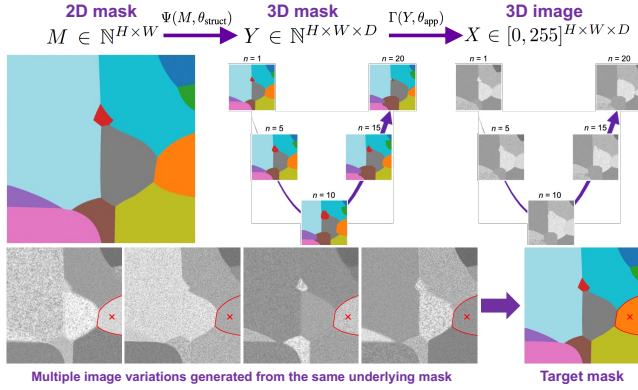 2D mask
Ψ(M, θ_struct)
3D mask
Γ(Y, θ_app)
3D image
M ∈ ℕ^{H×W}
Y ∈ ℕ^{H×W×D}
X ∈ [0, 255]^{H×W×D}
n = 1
n = 20
n = 5
n = 15
n = 10
n = 1
n = 20
n = 5
n = 15
n = 10
Multiple image variations generated from the same underlying mask
Target mask